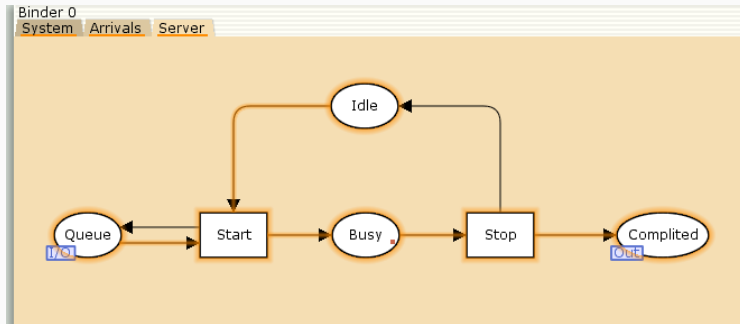 Binder 0
System Arrivals Server
Idle
Queue Start Busy Stop Complited
I/O Out